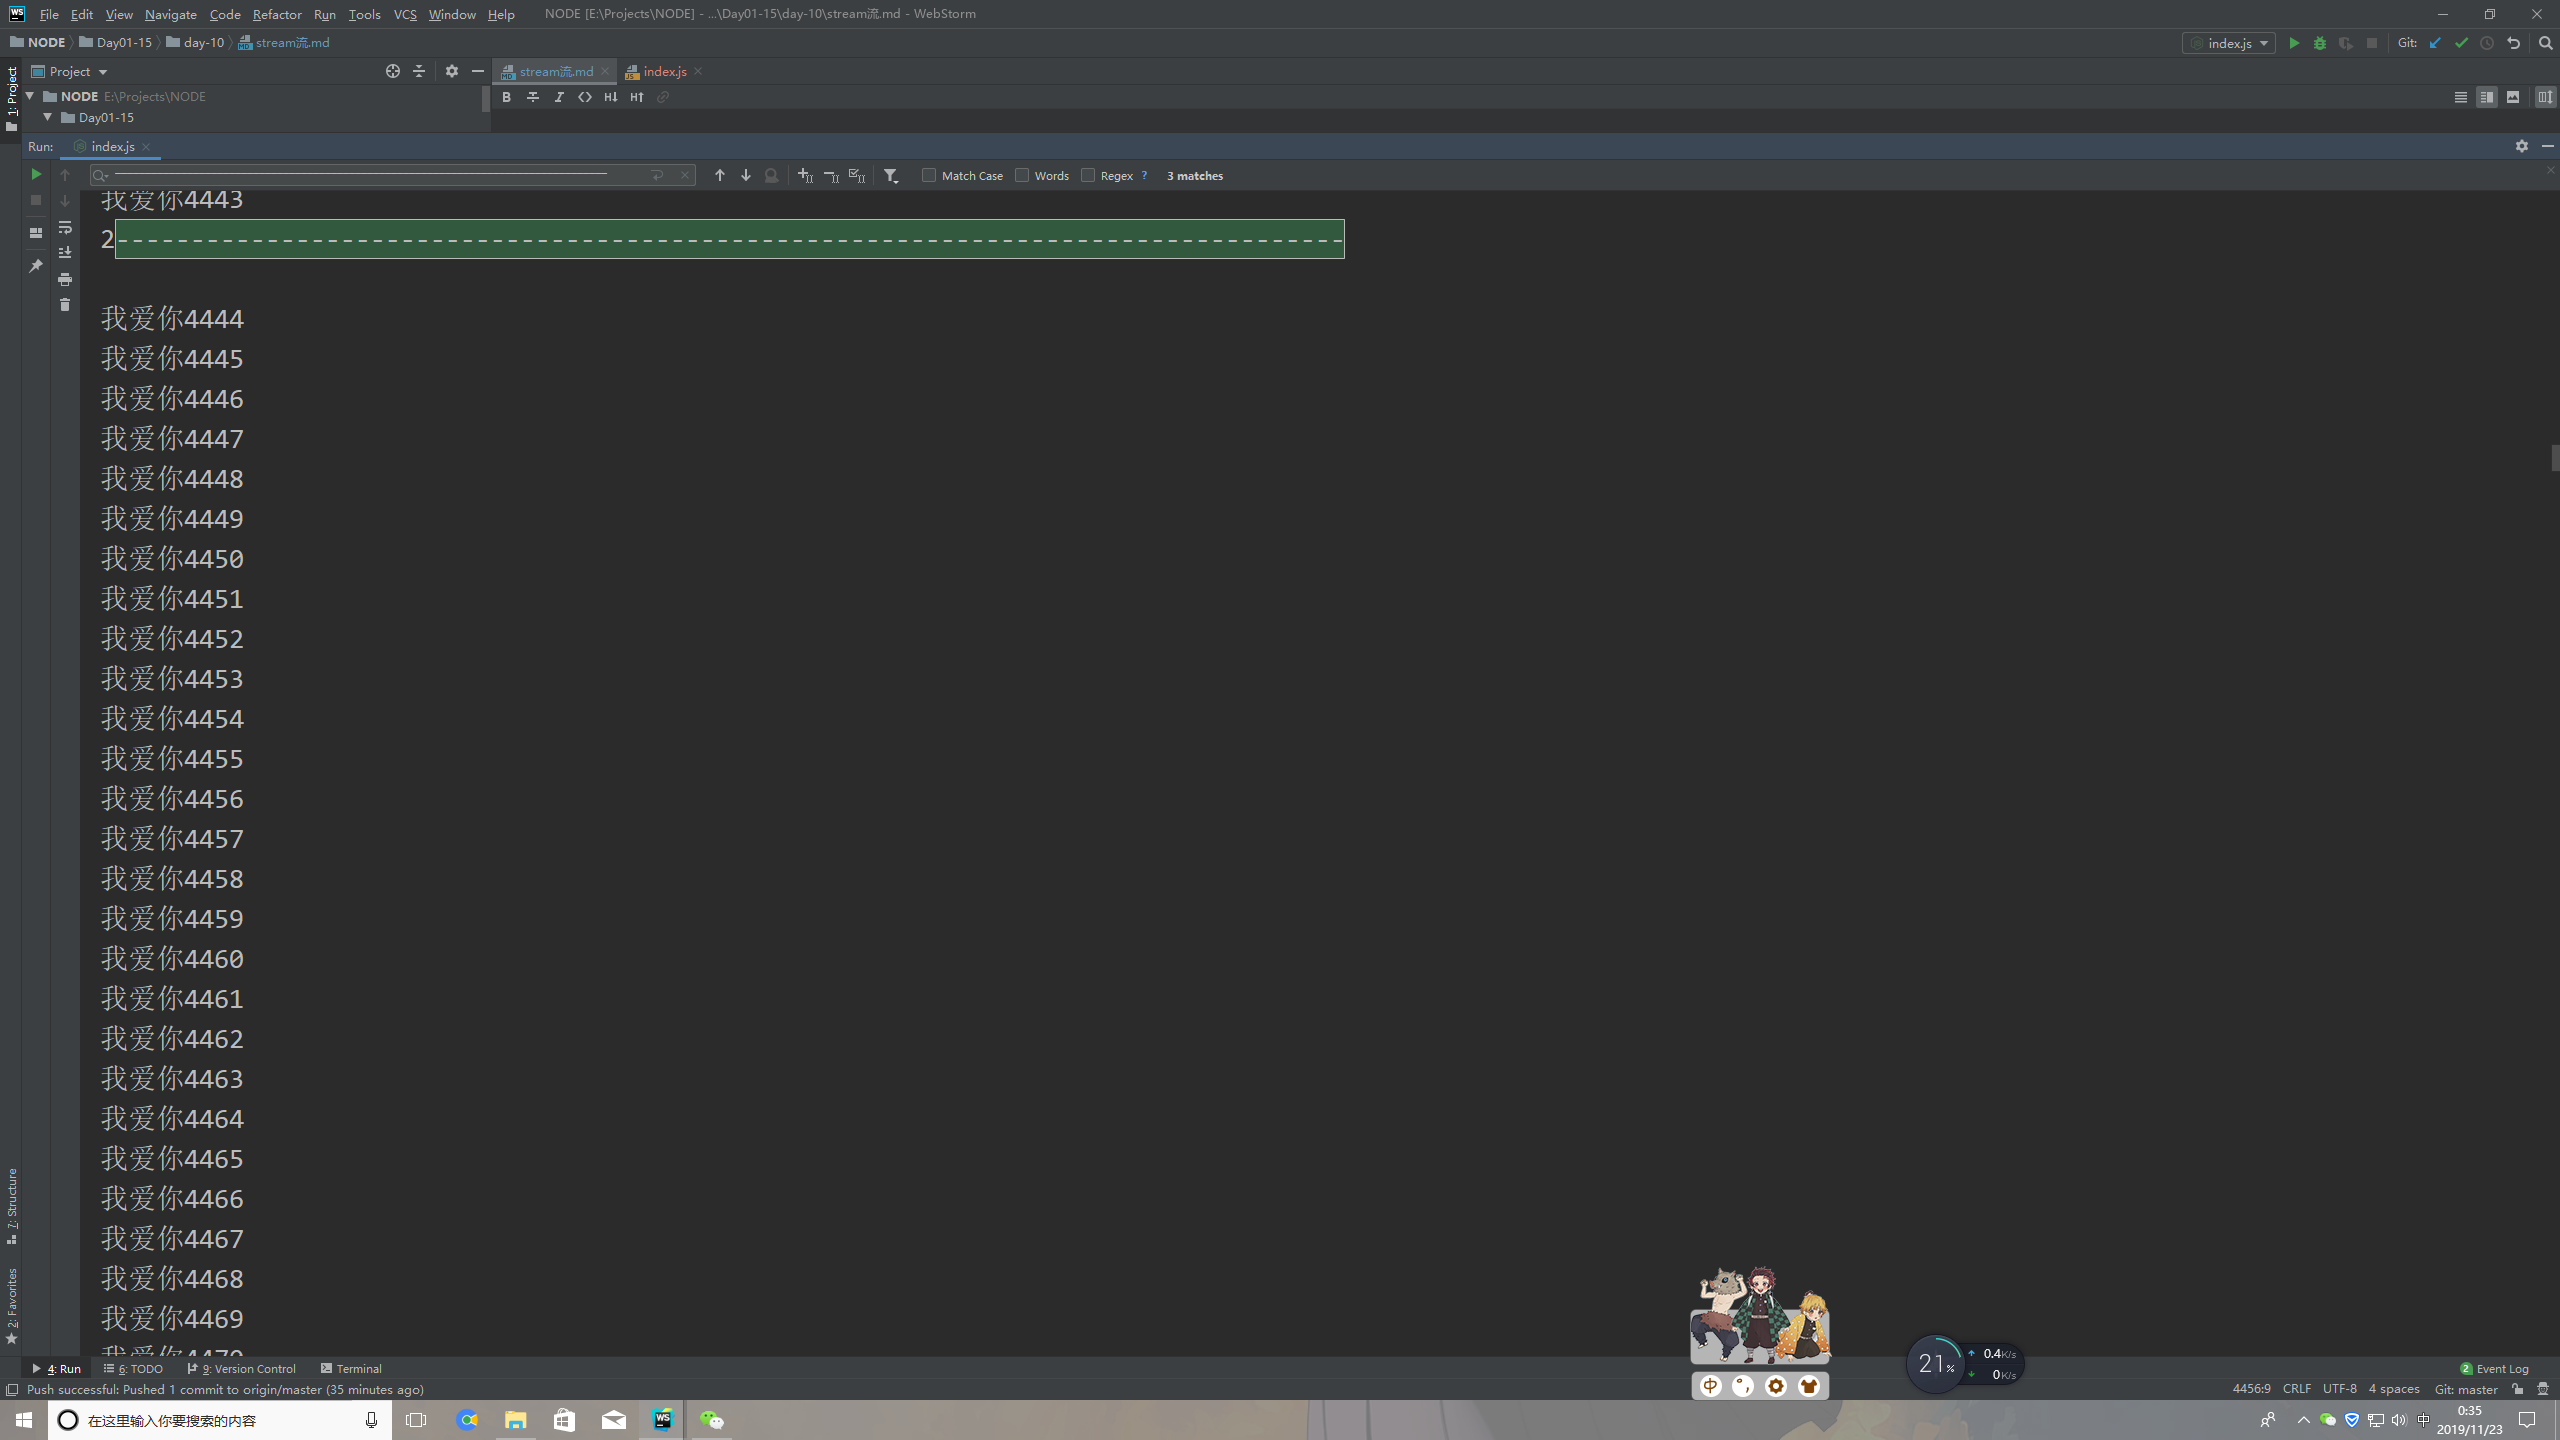 File Edit View Navigate Code Refactor Run Tools VCS Window Help NODE [E:\Projects\NODE] - ...\Day01-15\day-10\stream流.md - WebStorm
NODE Day01-15 day-10 stream流.md index.js Git:
1: Project Project stream流.md index.js
NODE E:\Projects\NODE
Day01-15
Run: index.js
Match Case Words Regex ? 3 matches
我爱你4443
2----------------------------------------------------------------------------------
我爱你4444
我爱你4445
我爱你4446
我爱你4447
我爱你4448
我爱你4449
我爱你4450
我爱你4451
我爱你4452
我爱你4453
我爱你4454
我爱你4455
我爱你4456
我爱你4457
我爱你4458
我爱你4459
我爱你4460
我爱你4461
我爱你4462
我爱你4463
我爱你4464
我爱你4465
我爱你4466
我爱你4467
我爱你4468
我爱你4469
我爱你4470
7: Structure
2: Favorites
中
21% 0.4K/s
0K/s
4: Run 6: TODO 9: Version Control Terminal 2 Event Log
Push successful: Pushed 1 commit to origin/master (35 minutes ago) 4456:9 CRLF UTF-8 4 spaces Git: master
在这里输入你要搜索的内容 WS 中 0:35
2019/11/23